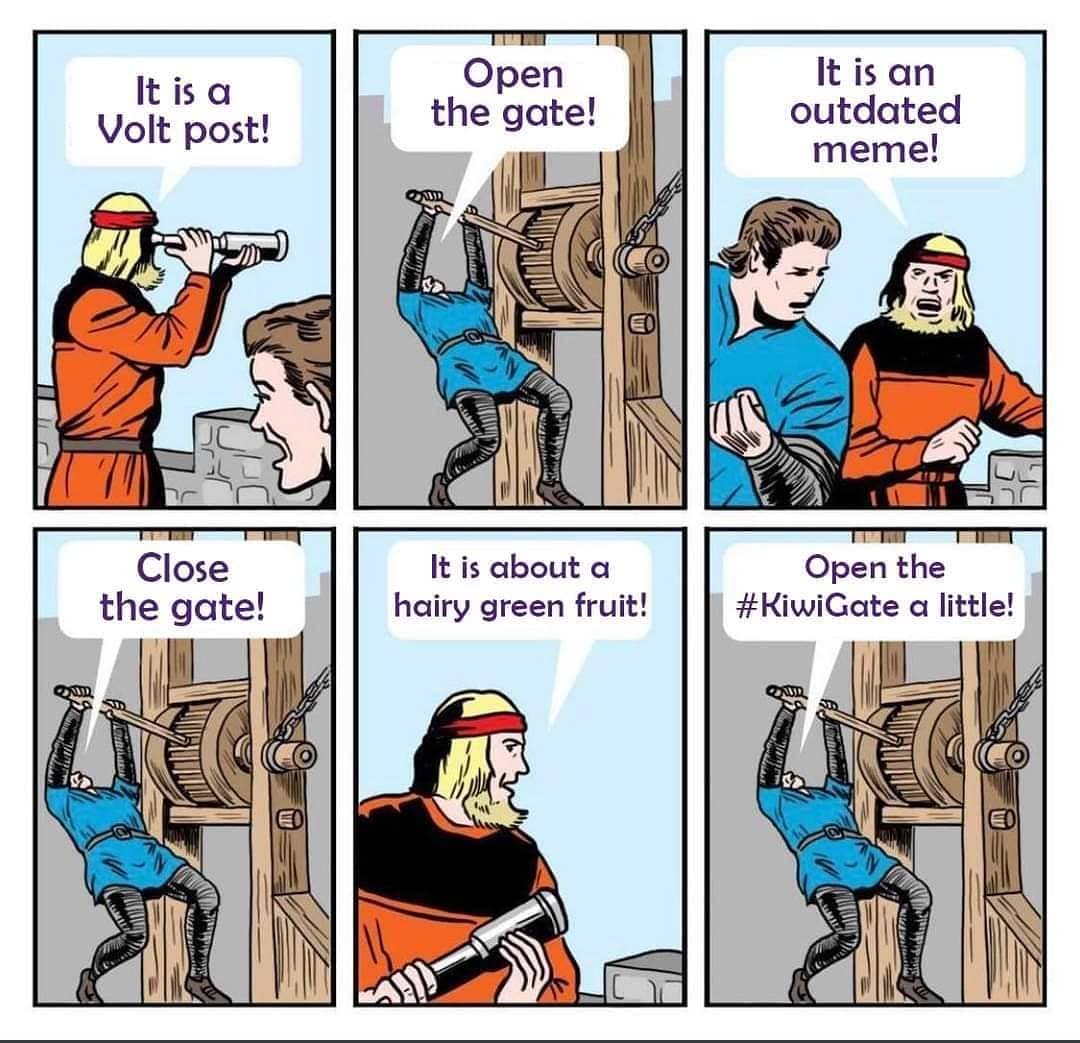 It is a
Volt post!
Open
the gate!
It is an
outdated
meme!
Close
the gate!
It is about a
hairy green fruit!
Open the
#KiwiGate a little!